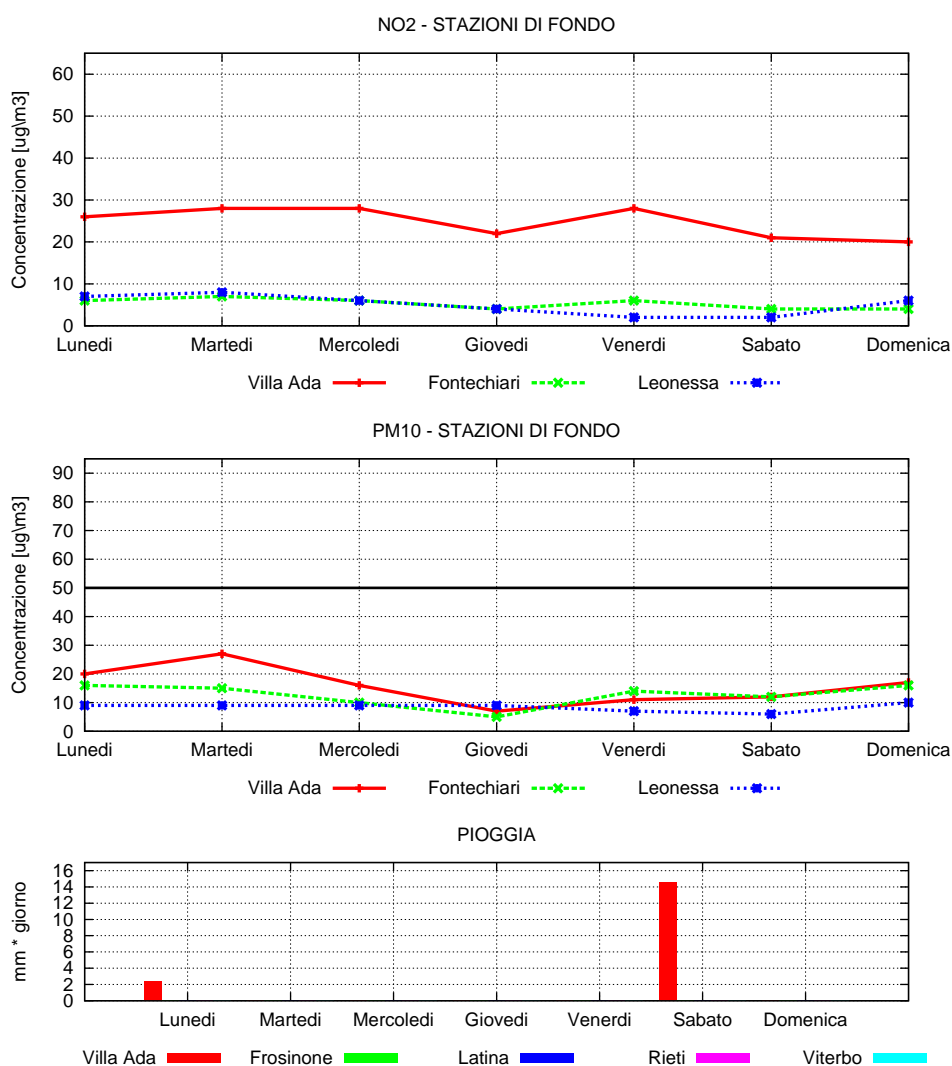 NO2 - STAZIONI DI FONDO
Concentrazione [ug\m3]
60
50
40
30
20
10
0
Lunedi Martedi Mercoledi Giovedi Venerdi Sabato Domenica
Villa Ada Fontechiari Leonessa
PM10 - STAZIONI DI FONDO
Concentrazione [ug\m3]
90
80
70
60
50
40
30
20
10
0
Lunedi Martedi Mercoledi Giovedi Venerdi Sabato Domenica
Villa Ada Fontechiari Leonessa
PIOGGIA
mm * giorno
16
14
12
10
8
6
4
2
0
Lunedi Martedi Mercoledi Giovedi Venerdi Sabato Domenica
Villa Ada Frosinone Latina Rieti Viterbo